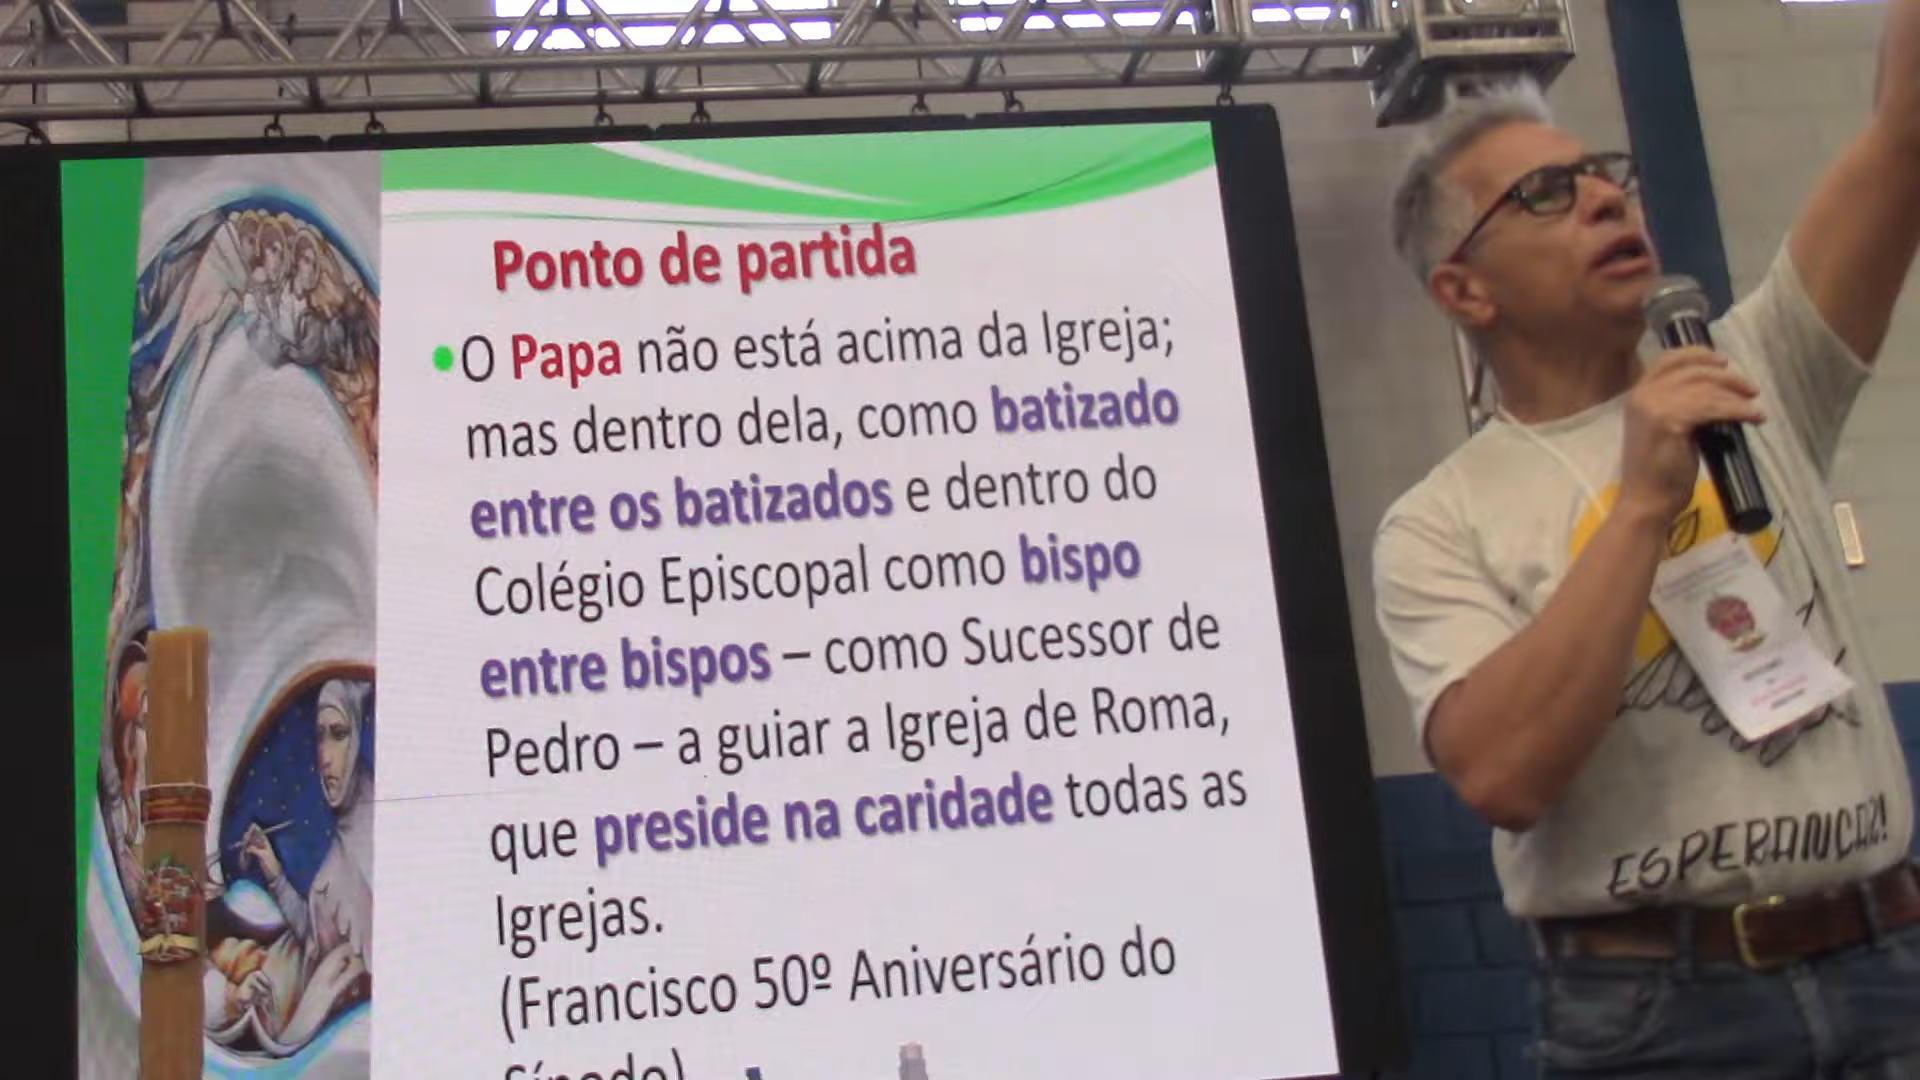 Ponto de partida
•O Papa não está acima da Igreja;
mas dentro dela, como batizado
entre os batizados e dentro do
Colégio Episcopal como bispo
entre bispos – como Sucessor de
Pedro – a guiar a Igreja de Roma,
que preside na caridade todas as
Igrejas.
(Francisco 50º Aniversário do
Sínodo)
ESPERANÇAR!